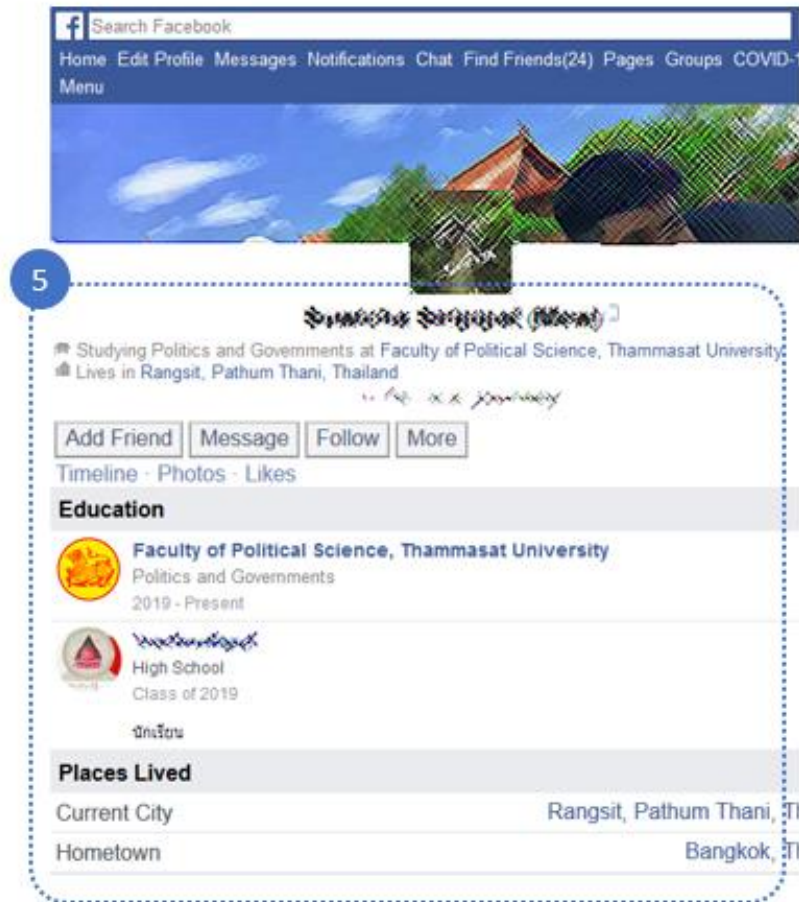 Search Facebook
Home Edit Profile Messages Notifications Chat Find Friends(24) Pages Groups COVID-1
Menu
5
Studying Politics and Governments at Faculty of Political Science, Thammasat University
Lives in Rangsit, Pathum Thani, Thailand
Add Friend Message Follow More
Timeline · Photos · Likes
Education
Faculty of Political Science, Thammasat University
Politics and Governments
2019 - Present
High School
Class of 2019
นักเรียน
Places Lived
Current City Rangsit, Pathum Thani, Th
Hometown Bangkok, Th